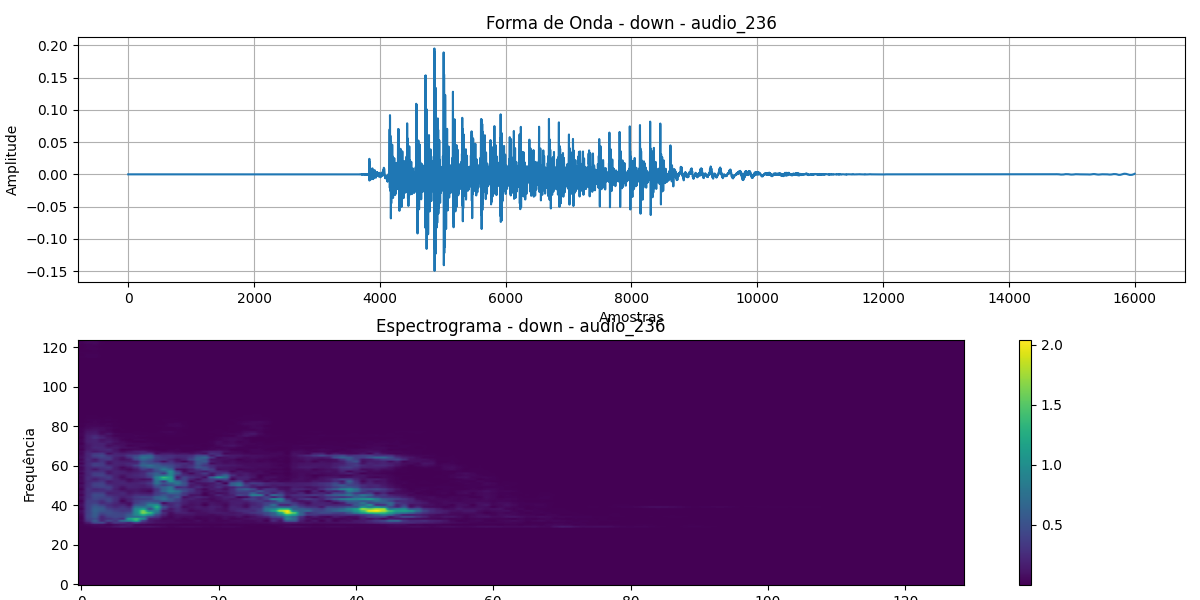 Forma de Onda - down - audio_236
0.20
0.15
0.10
0.05
0.00
−0.05
−0.10
−0.15
Amplitude
0 2000 4000 6000 8000 10000 12000 14000 16000
Amostras
Espectrograma - down - audio_236
120
100
80
60
40
20
0
Frequência
0 20 40 60 80 100 120
2.0
1.5
1.0
0.5